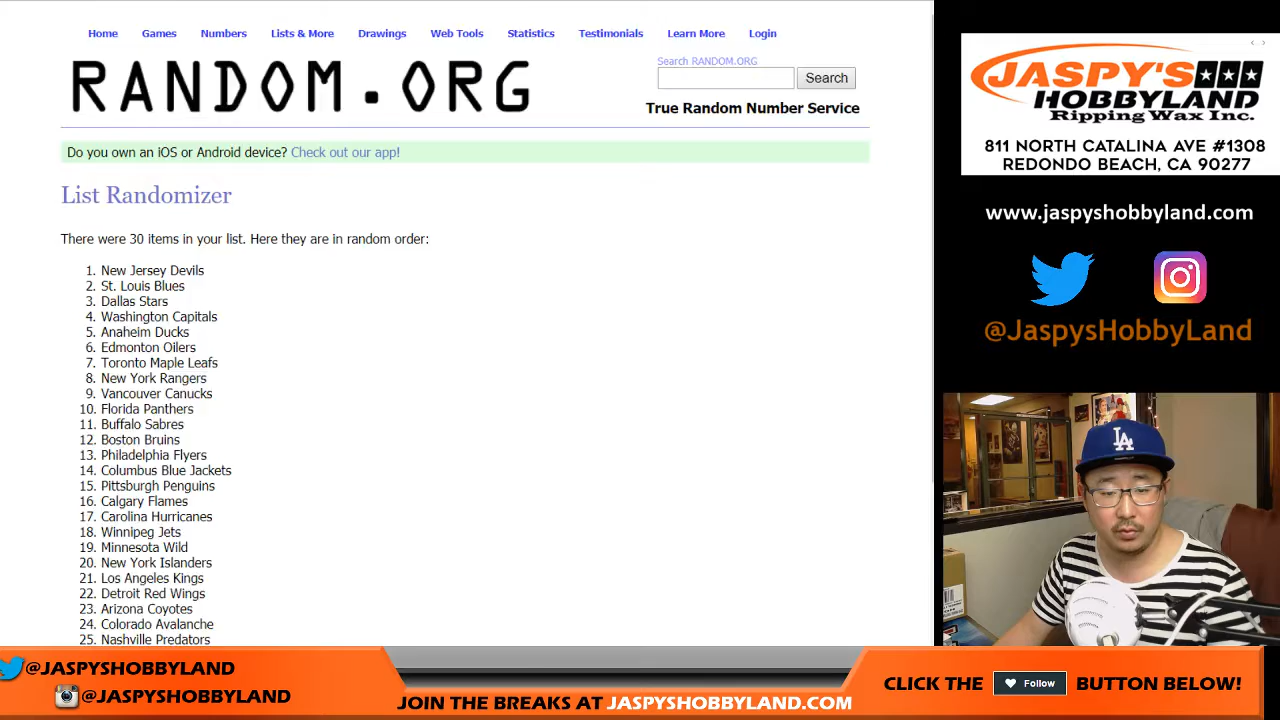 Home Games Numbers Lists & More Drawings Web Tools Statistics Testimonials Learn More Login
RANDOM.ORG
Search RANDOM.ORG
Search
True Random Number Service
Do you own an iOS or Android device? Check out our app!
List Randomizer
There were 30 items in your list. Here they are in random order:
1. New Jersey Devils
2. St. Louis Blues
3. Dallas Stars
4. Washington Capitals
5. Anaheim Ducks
6. Edmonton Oilers
7. Toronto Maple Leafs
8. New York Rangers
9. Vancouver Canucks
10. Florida Panthers
11. Buffalo Sabres
12. Boston Bruins
13. Philadelphia Flyers
14. Columbus Blue Jackets
15. Pittsburgh Penguins
16. Calgary Flames
17. Carolina Hurricanes
18. Winnipeg Jets
19. Minnesota Wild
20. New York Islanders
21. Los Angeles Kings
22. Detroit Red Wings
23. Arizona Coyotes
24. Colorado Avalanche
25. Nashville Predators
JASPY'S
HOBBYLAND
Ripping Wax Inc.
811 NORTH CATALINA AVE #1308
REDONDO BEACH, CA 90277
www.jaspyshobbyland.com
@JaspysHobbyLand
LA
@JASPYSHOBBYLAND
@JASPYSHOBBYLAND
JOIN THE BREAKS AT JASPYSHOBBYLAND.COM
CLICK THE Follow BUTTON BELOW!